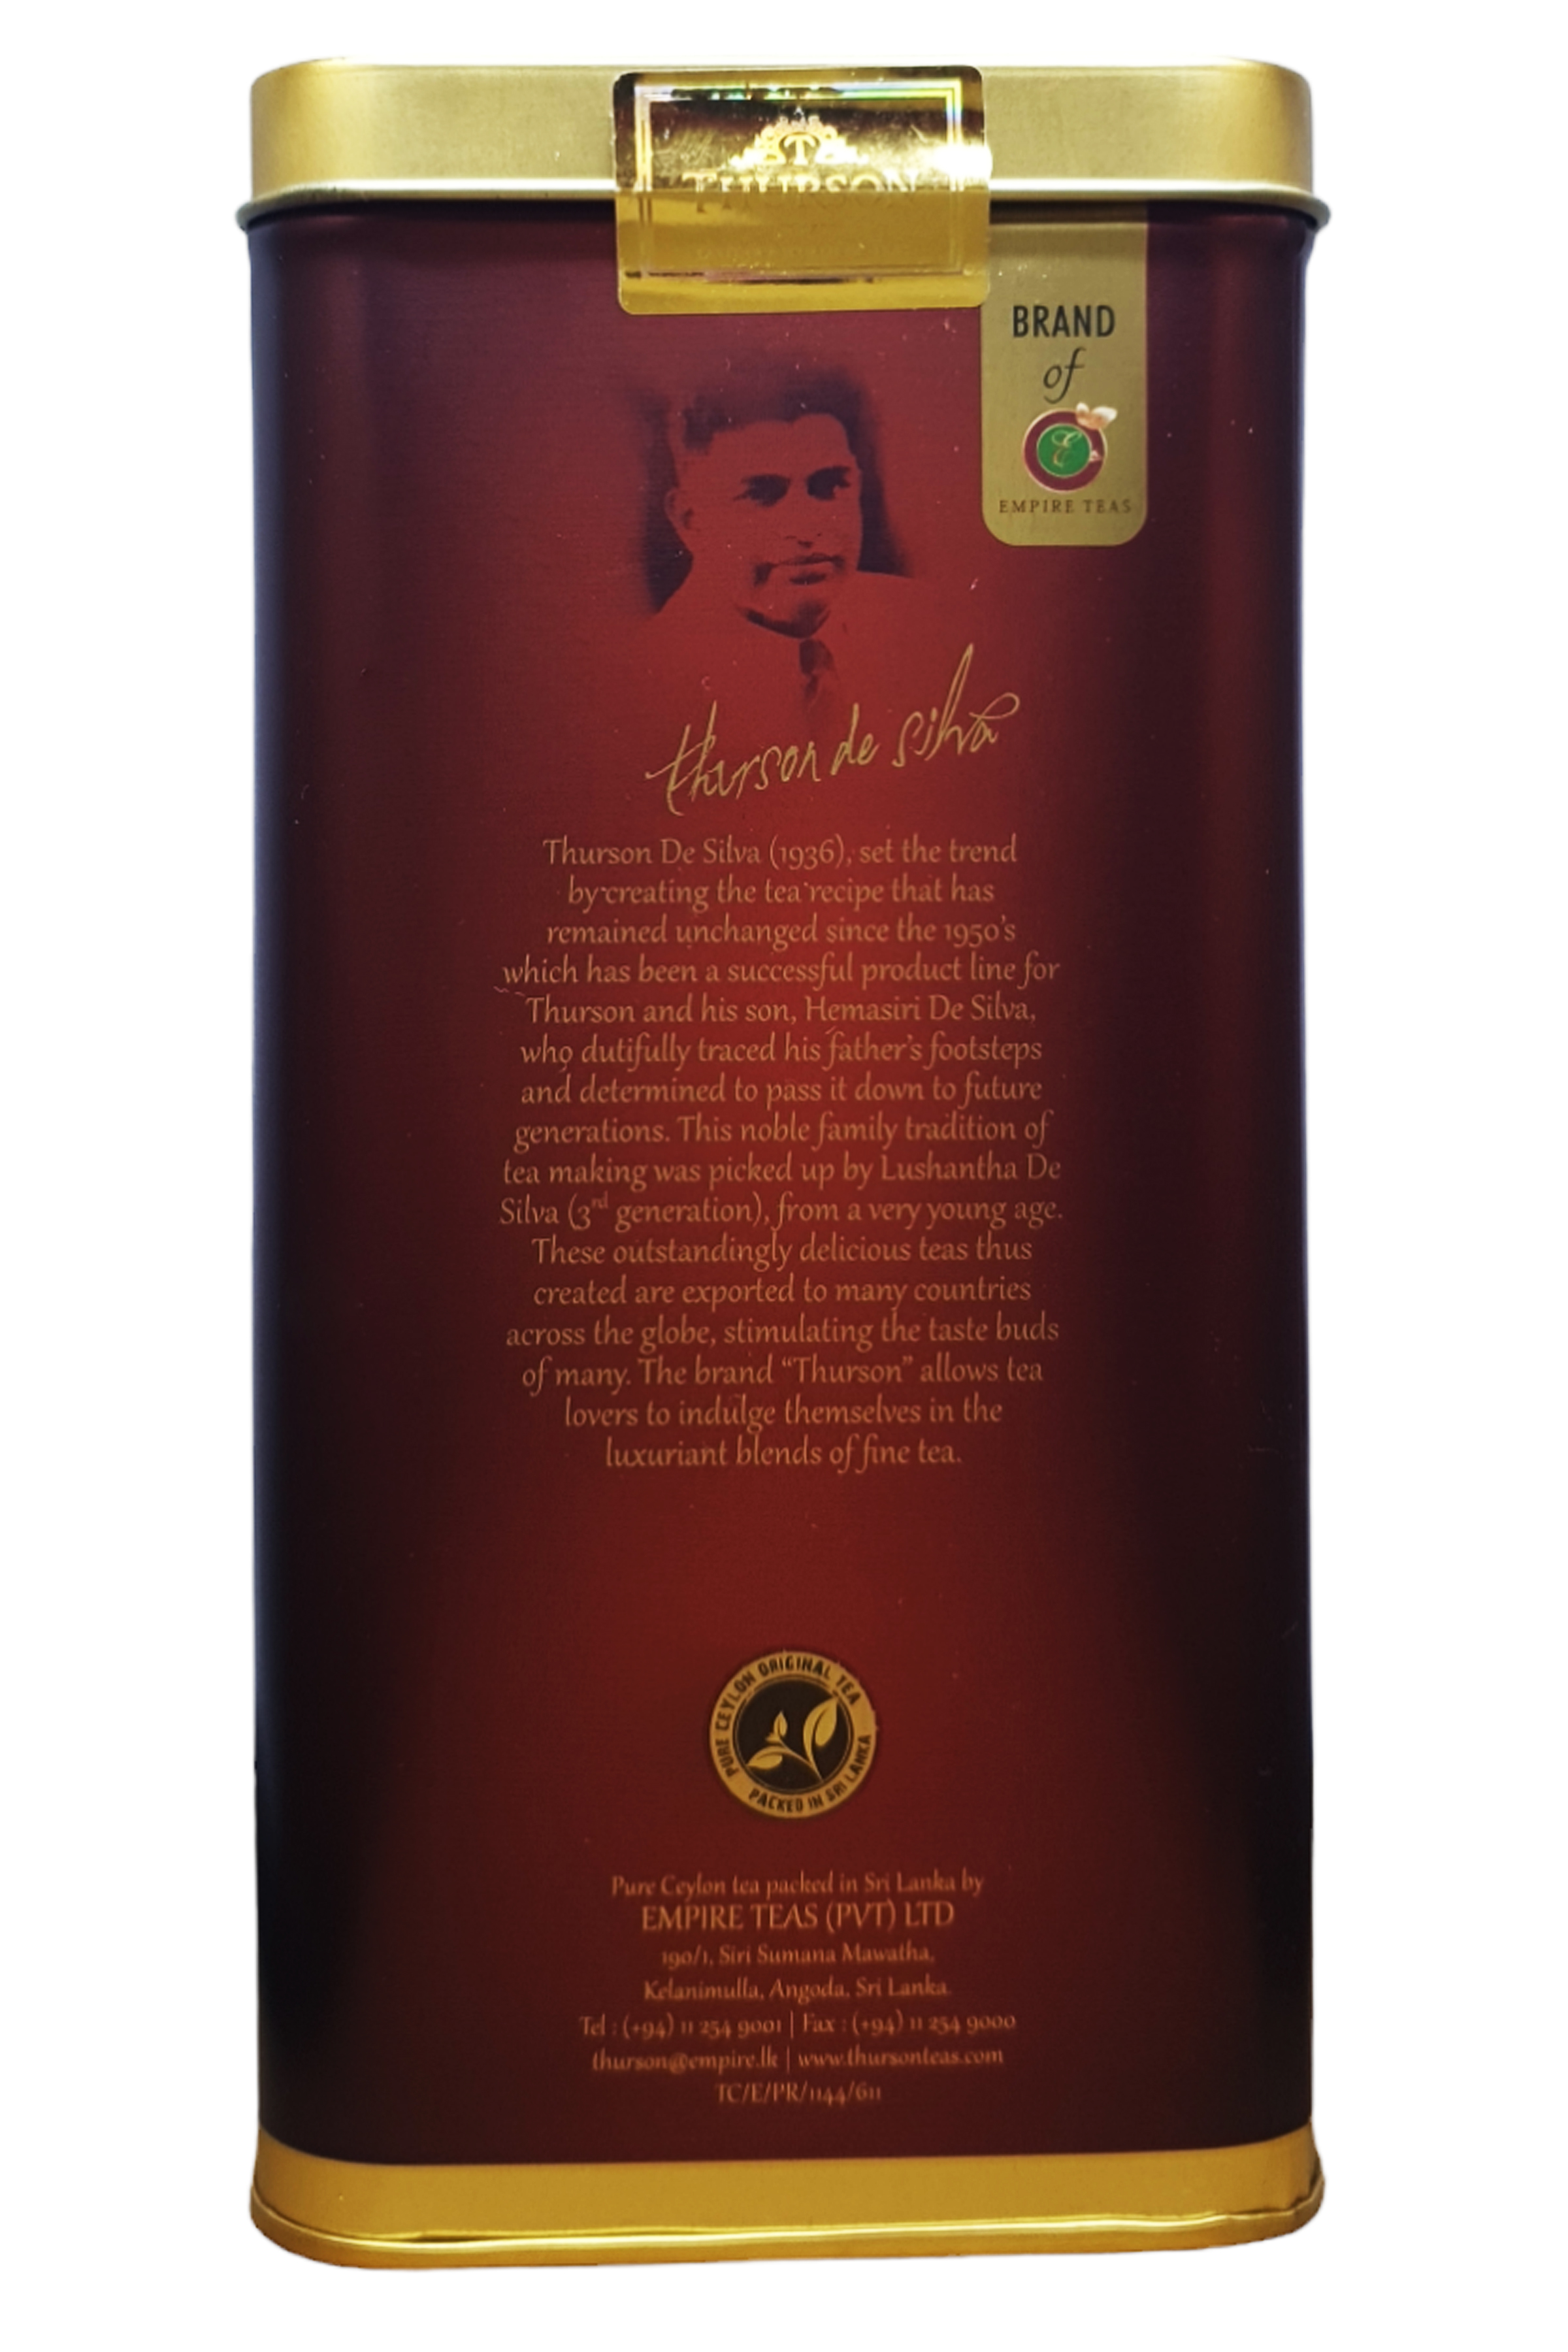 T
THURSON
BRAND
of
E
EMPIRE TEAS
thurson de silva
Thurson De Silva (1936), set the trend
by creating the tea recipe that has
remained unchanged since the 1950's
which has been a successful product line for
Thurson and his son, Hemasiri De Silva,
who dutifully traced his father's footsteps
and determined to pass it down to future
generations. This noble family tradition of
tea making was picked up by Lushantha De
Silva (3rd generation), from a very young age.
These outstandingly delicious teas thus
created are exported to many countries
across the globe, stimulating the taste buds
of many. The brand “Thurson” allows tea
lovers to indulge themselves in the
luxuriant blends of fine tea.
PURE CEYLON ORIGINAL TEA
PACKED IN SRI LANKA
Pure Ceylon tea packed in Sri Lanka by
EMPIRE TEAS (PVT) LTD
190/1, Siri Sumana Mawatha,
Kelanimulla, Angoda, Sri Lanka.
Tel : (+94) 11 254 9001 | Fax : (+94) 11 254 9000
thurson@empire.lk | www.thursonteas.com
TC/E/PR/1144/611